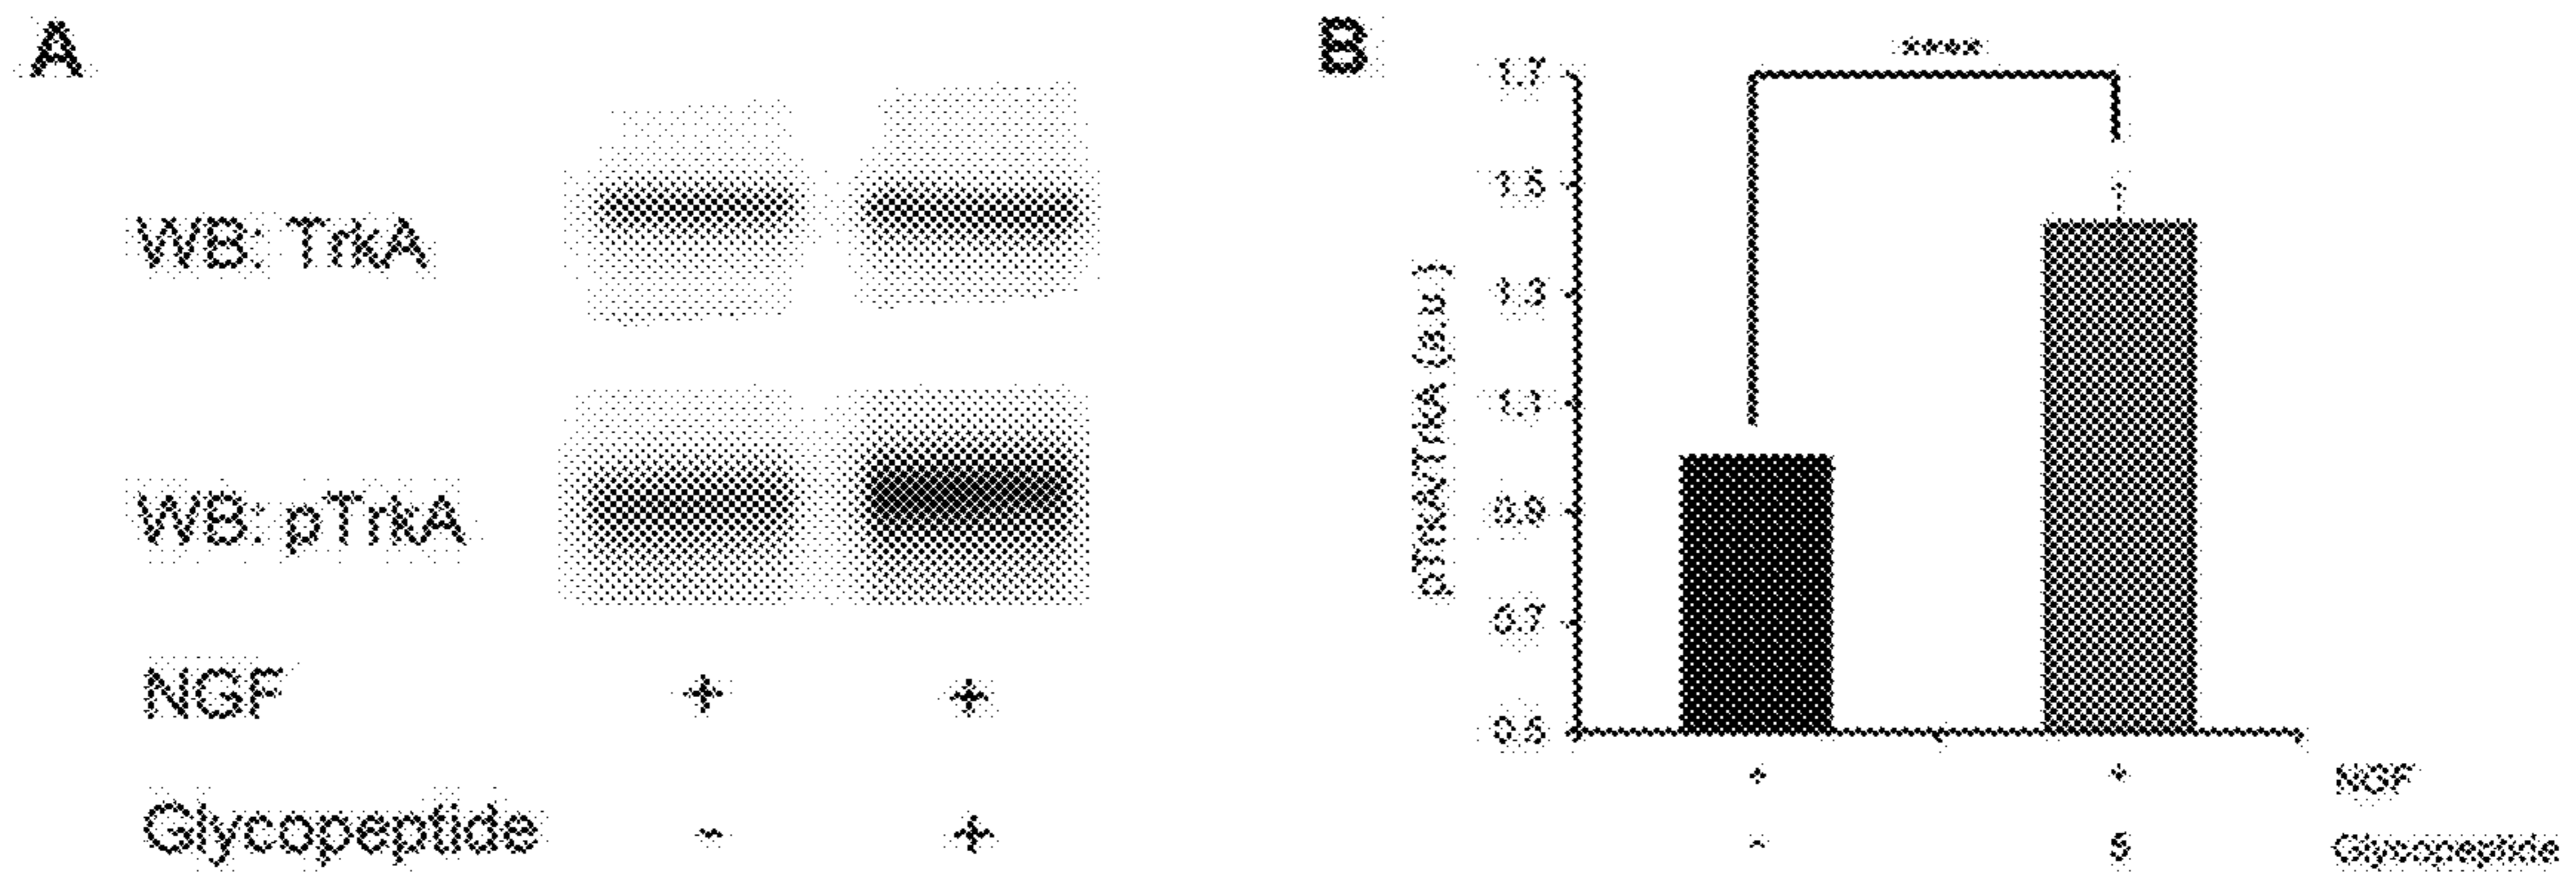 A
WB: TrkA
WB: pTrkA
NGF + +
Glycopeptide - +
B
****
1.7
1.5
1.3
1.1
0.9
0.7
0.5
pTRKA/TrkA (a.u.)
+ + NGF
- 5 Glycopeptide